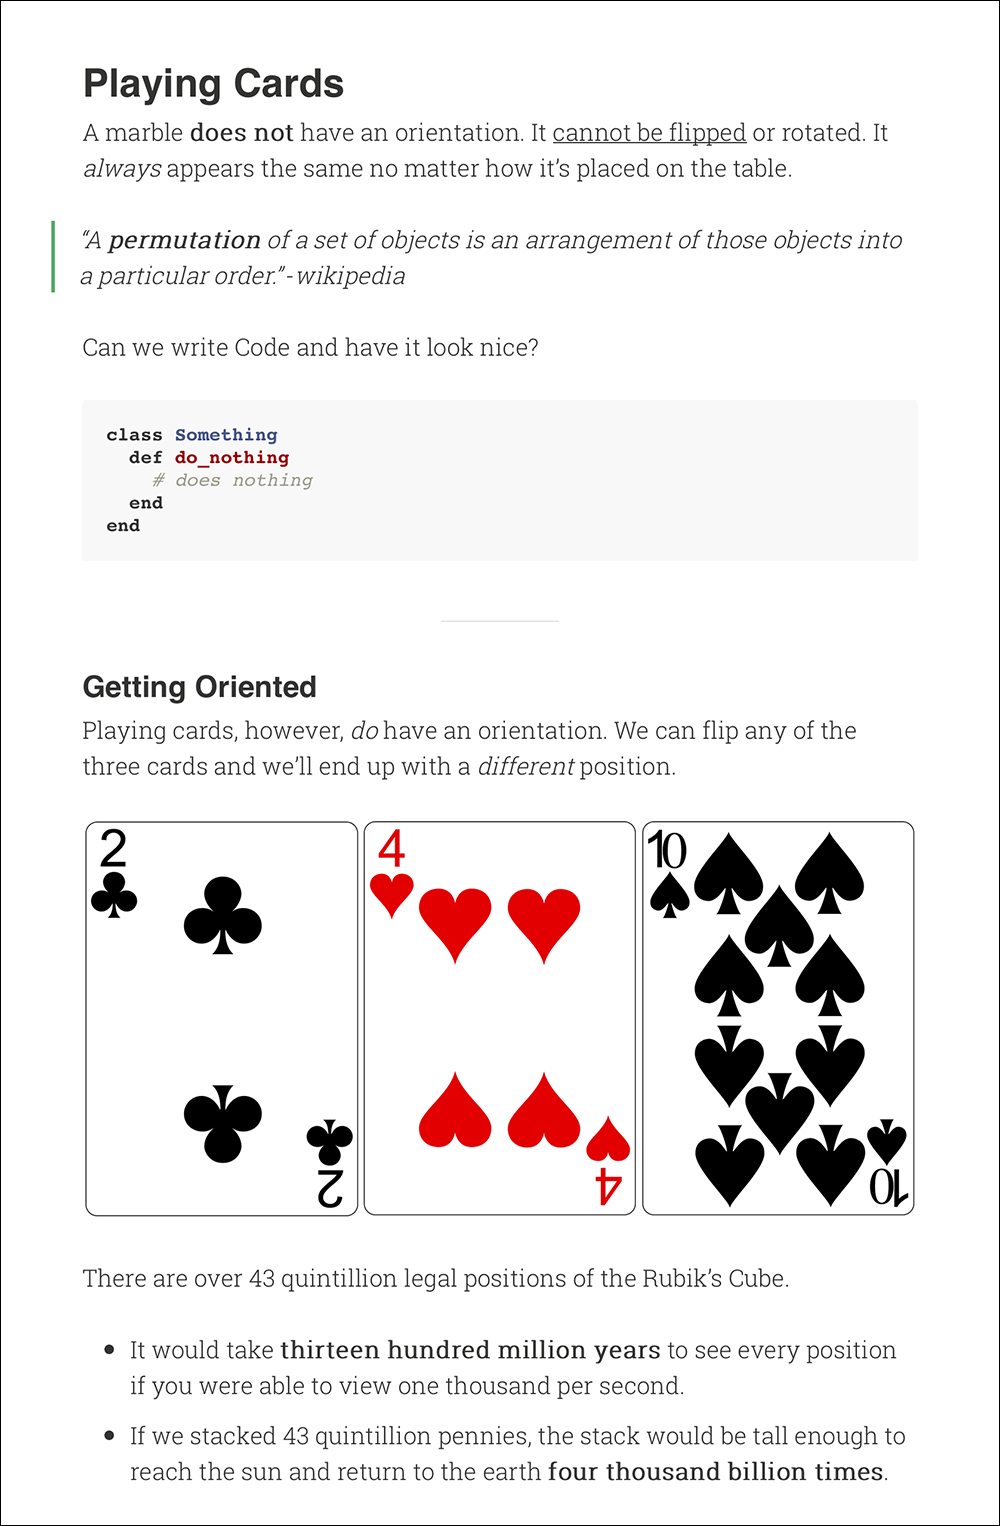 Playing Cards
A marble does not have an orientation. It cannot be flipped or rotated. It
always appears the same no matter how it’s placed on the table.
“A permutation of a set of objects is an arrangement of those objects into
a particular order.” - wikipedia
Can we write Code and have it look nice?
class Something
  def do_nothing
    # does nothing
  end
end
Getting Oriented
Playing cards, however, do have an orientation. We can flip any of the
three cards and we’ll end up with a different position.
2
2
4
4
10
10
There are over 43 quintillion legal positions of the Rubik’s Cube.
• It would take thirteen hundred million years to see every position
if you were able to view one thousand per second.
• If we stacked 43 quintillion pennies, the stack would be tall enough to
reach the sun and return to the earth four thousand billion times.